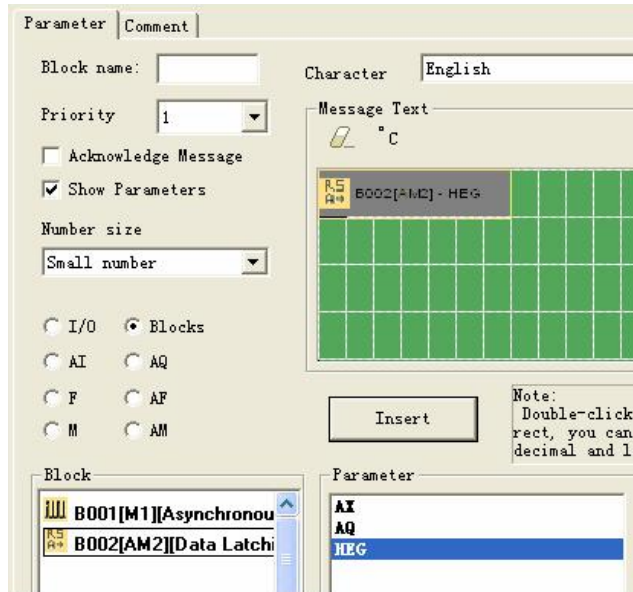 Parameter Comment
Block name:
Character English
Priority 1
Message Text
°C
Acknowledge Message
Show Parameters
B002[AM2] - HEG
Number size
Small number
I/O Blocks
AI AQ
F AF
M AM
Insert
Note:
Double-click
rect, you can
decimal and l
Block
B001[M1][Asynchronou
B002[AM2][Data Latchi
Parameter
AX
AQ
HEG